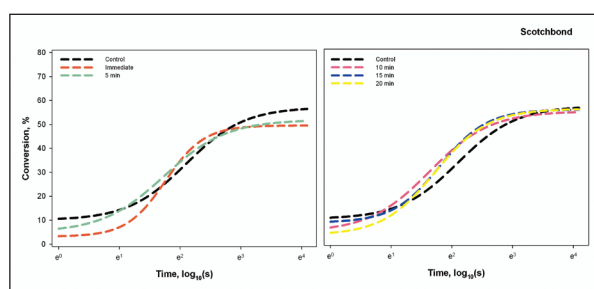 Scotchbond
Control
Immediate
5 min
Control
10 min
15 min
20 min
Conversion, %
80
70
60
50
40
30
20
10
0
e0 e1 e2 e3 e4
e0 e1 e2 e3 e4
Time, log10(s)
Time, log10(s)